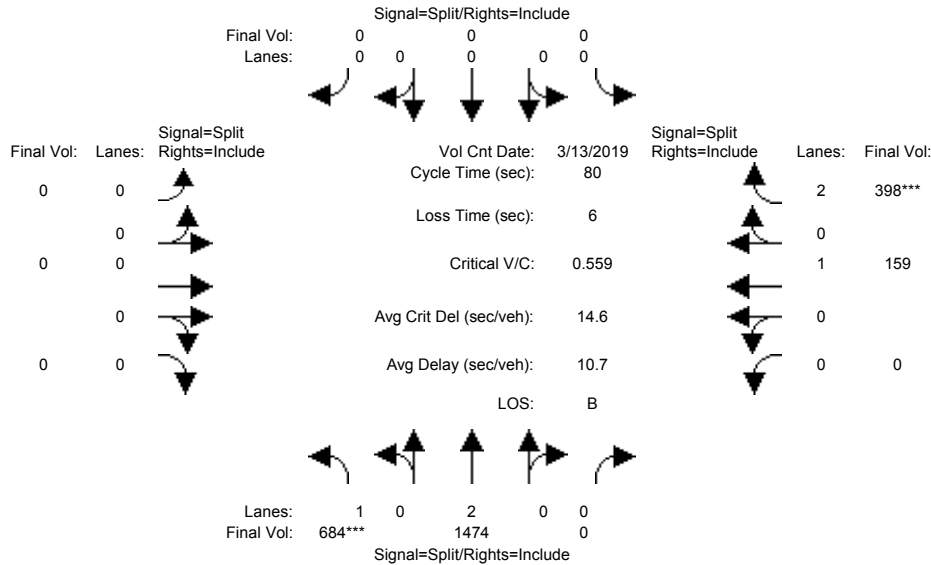 Signal=Split/Rights=Include
Final Vol: 0 0 0
Lanes: 0 0 0 0 0
Signal=Split Signal=Split
Final Vol: Lanes: Rights=Include Vol Cnt Date: 3/13/2019 Rights=Include Lanes: Final Vol:
Cycle Time (sec): 80
0 0 2 398***
Loss Time (sec): 6
0 0
0 0 Critical V/C: 0.559 1 159
0 Avg Crit Del (sec/veh): 14.6 0
0 0 Avg Delay (sec/veh): 10.7 0 0
LOS: B
Lanes: 1 0 2 0 0
Final Vol: 684*** 1474 0
Signal=Split/Rights=Include